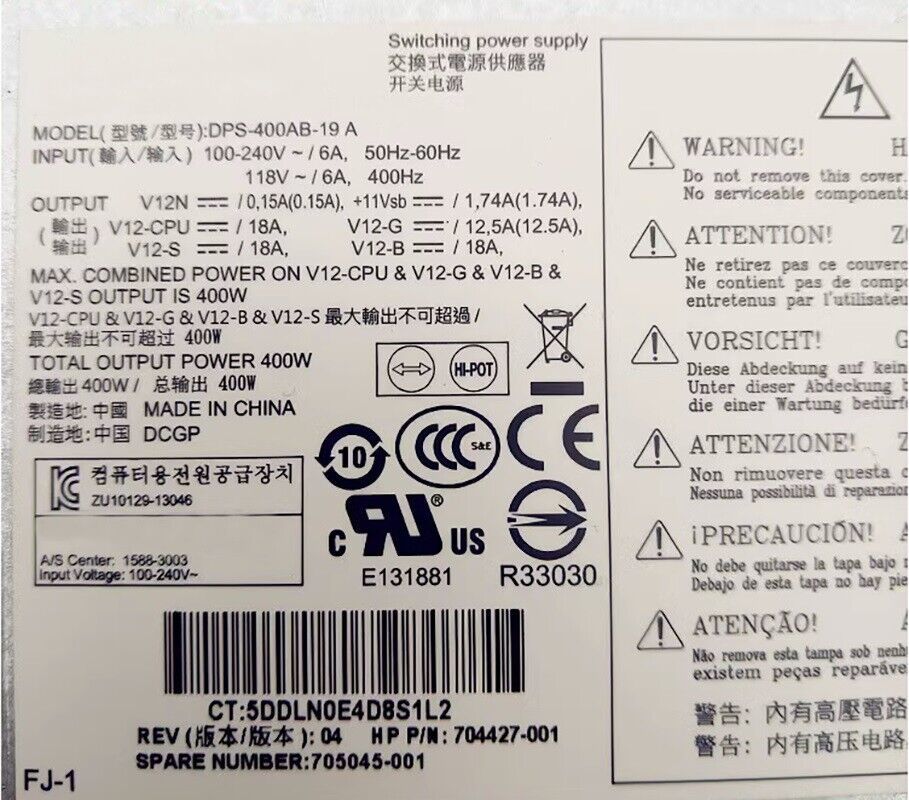 Switching power supply
交換式電源供應器
开关电源
MODEL(型號/型号):DPS-400AB-19 A
INPUT(輸入/输入) 100-240V ~ / 6A, 50Hz-60Hz
118V ~ / 6A, 400Hz
OUTPUT V12N ⎓ / 0,15A(0.15A), +11Vsb ⎓ / 1,74A(1.74A),
(輸出/输出) V12-CPU ⎓ / 18A, V12-G ⎓ / 12,5A(12.5A),
V12-S ⎓ / 18A, V12-B ⎓ / 18A,
MAX. COMBINED POWER ON V12-CPU & V12-G & V12-B &
V12-S OUTPUT IS 400W
V12-CPU & V12-G & V12-B & V12-S 最大輸出不可超過 /
最大输出不可超过 400W
TOTAL OUTPUT POWER 400W
總輸出 400W / 总输出 400W
製造地: 中國 MADE IN CHINA
制造地: 中国 DCGP
HI-POT
10
CCC S&E
CE
컴퓨터용전원공급장치
ZU10129-13046
A/S Center: 1588-3003
Input Voltage: 100-240V~
c RU ® US
E131881
R33030
CT:5DDLN0E4D8S1L2
REV (版本/版本): 04 HP P/N: 704427-001
SPARE NUMBER:705045-001
FJ-1
WARNING! H
Do not remove this cover.
No serviceable components
ATTENTION!
Ne retirez pas ce
Ne contient pas de
entretenus par l'utilisateu
VORSICHT! G
Diese Abdeckung auf kein
Unter dieser Abdeckung
die einer Wartung
ATTENZIONE!
Non rimuovere questa
Nessuna possibilità di
¡PRECAUCIÓN!
No debe quitarse la tapa bajo
Debajo de esta tapa no hay
ATENÇÃO!
Não remova esta tampa sob
existem peças
警告: 內有高壓電路
警告: 内有高压电路